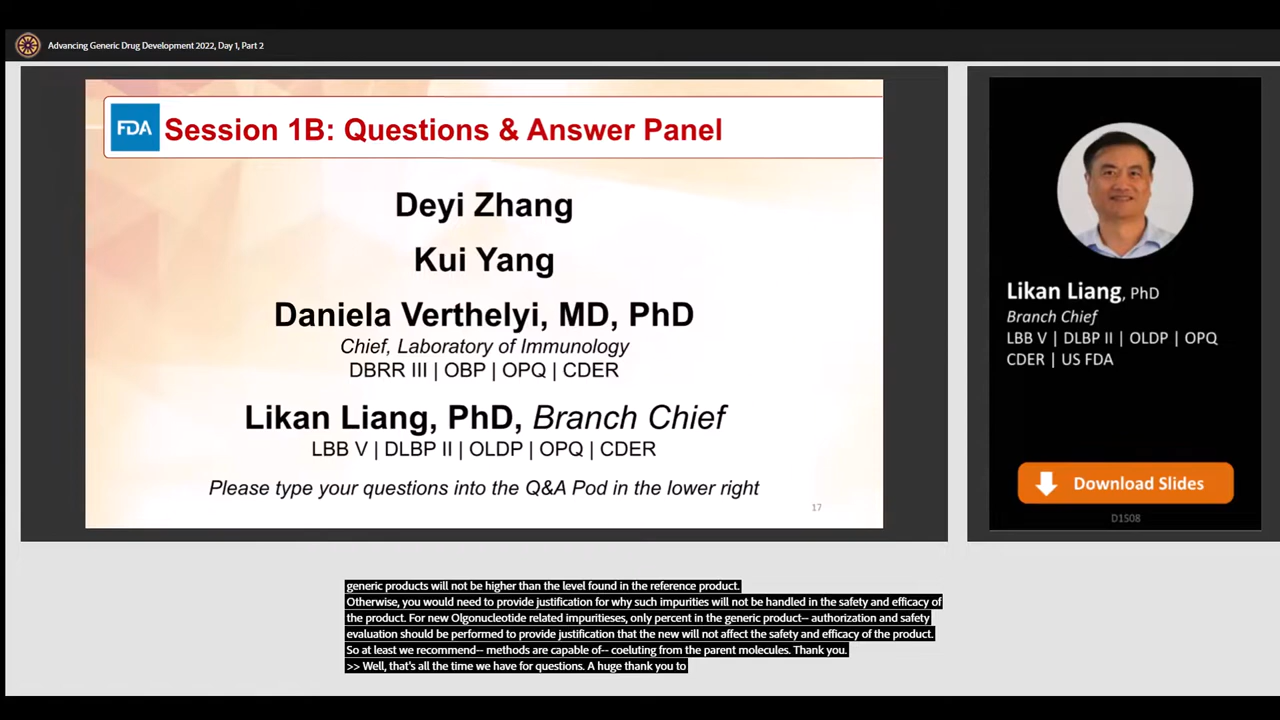 Advancing Generic Drug Development 2022, Day 1, Part 2
FDA
Session 1B: Questions & Answer Panel
Deyi Zhang
Kui Yang
Daniela Verthelyi, MD, PhD
Chief, Laboratory of Immunology
DBRR III | OBP | OPQ | CDER
Likan Liang, PhD, Branch Chief
LBB V | DLBP II | OLDP | OPQ | CDER
Please type your questions into the Q&A Pod in the lower right
17
Likan Liang, PhD
Branch Chief
LBB V | DLBP II | OLDP | OPQ
CDER | US FDA
Download Slides
D1S08
generic products will not be higher than the level found in the reference product.
Otherwise, you would need to provide justification for why such impurities will not be handled in the safety and efficacy of
the product. For new Olgonucleotide related impuritieses, only percent in the generic product-- authorization and safety
evaluation should be performed to provide justification that the new will not affect the safety and efficacy of the product.
So at least we recommend-- methods are capable of-- coeluting from the parent molecules. Thank you.
>> Well, that's all the time we have for questions. A huge thank you to